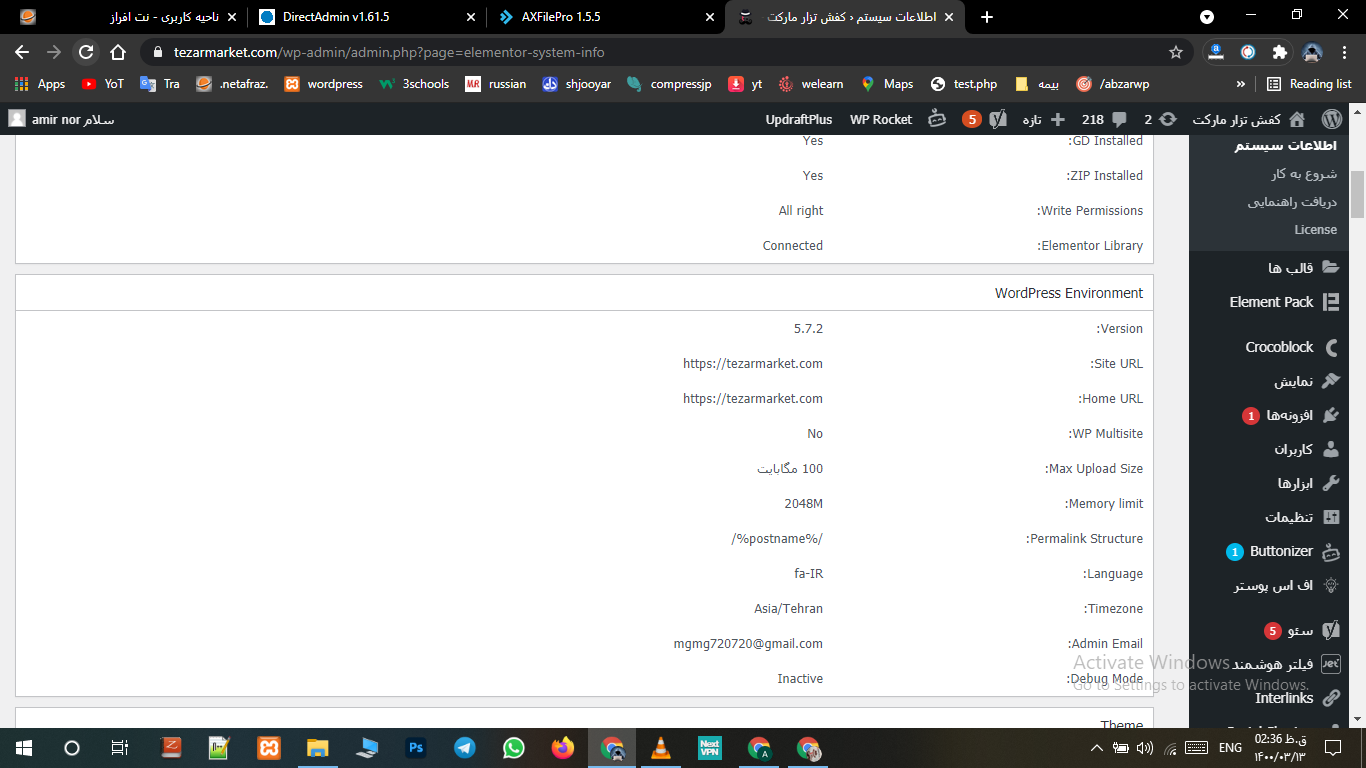 ناحیه کاربری - نت افراز
DirectAdmin v1.61.5
AXFilePro 1.5.5
اطلاعات سیستم ‹ کفش تزار مارکت
tezarmarket.com/wp-admin/admin.php?page=elementor-system-info
Apps YoT Tra .netafraz. wordpress 3schools russian shjooyar compressjp yt welearn Maps test.php بیمه /abzarwp » Reading list
کفش تزار مارکت 2 218 تازه 5 WP Rocket UpdraftPlus
سلام amir nor
GD Installed: Yes
ZIP Installed: Yes
Write Permissions: All right
Elementor Library: Connected
WordPress Environment
Version: 5.7.2
Site URL: https://tezarmarket.com
Home URL: https://tezarmarket.com
WP Multisite: No
Max Upload Size: 100 مگابایت
Memory limit: 2048M
Permalink Structure: /%postname%/
Language: fa-IR
Timezone: Asia/Tehran
Admin Email: mgmg720720@gmail.com
Debug Mode: Inactive
Theme
اطلاعات سیستم
شروع به کار
دریافت راهنمایی
License
قالب ها
Element Pack
Crocoblock
نمایش
افزونه‌ها 1
کاربران
ابزارها
تنظیمات
Buttonizer 1
اف اس پوستر
سئو 5
فیلتر هوشمند
Interlinks
Activate Windows
Go to Settings to activate Windows.
ENG
02:36 ق.ظ
۱۴۰۰/۰۳/۱۳